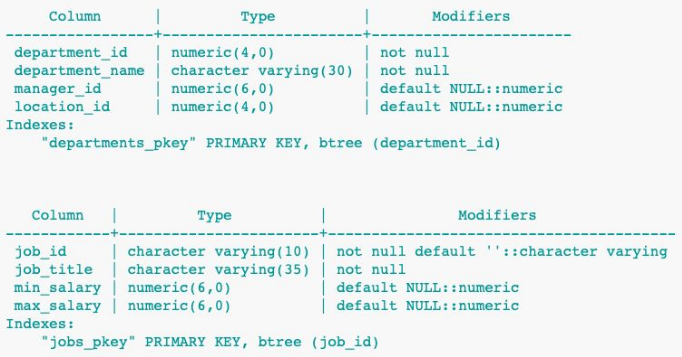 Column      |         Type          |      Modifiers
-----------------+-----------------------+-----------------------
 department_id   | numeric(4,0)          | not null
 department_name | character varying(30) | not null
 manager_id      | numeric(6,0)          | default NULL::numeric
 location_id     | numeric(4,0)          | default NULL::numeric
Indexes:
    "departments_pkey" PRIMARY KEY, btree (department_id)
   Column   |         Type          |                Modifiers
------------+-----------------------+-----------------------------------------
 job_id     | character varying(10) | not null default ''::character varying
 job_title  | character varying(35) | not null
 min_salary | numeric(6,0)          | default NULL::numeric
 max_salary | numeric(6,0)          | default NULL::numeric
Indexes:
    "jobs_pkey" PRIMARY KEY, btree (job_id)